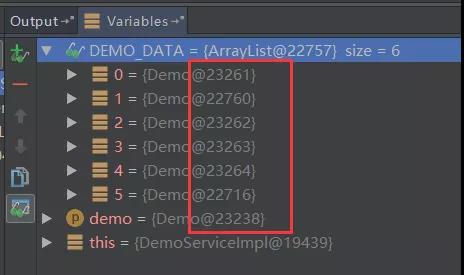 Output Variables
DEMO_DATA = {ArrayList@22757} size = 6
0 = {Demo@23261}
1 = {Demo@22760}
2 = {Demo@23262}
3 = {Demo@23263}
4 = {Demo@23264}
5 = {Demo@22716}
p demo = {Demo@23238}
this = {DemoServiceImpl@19439}